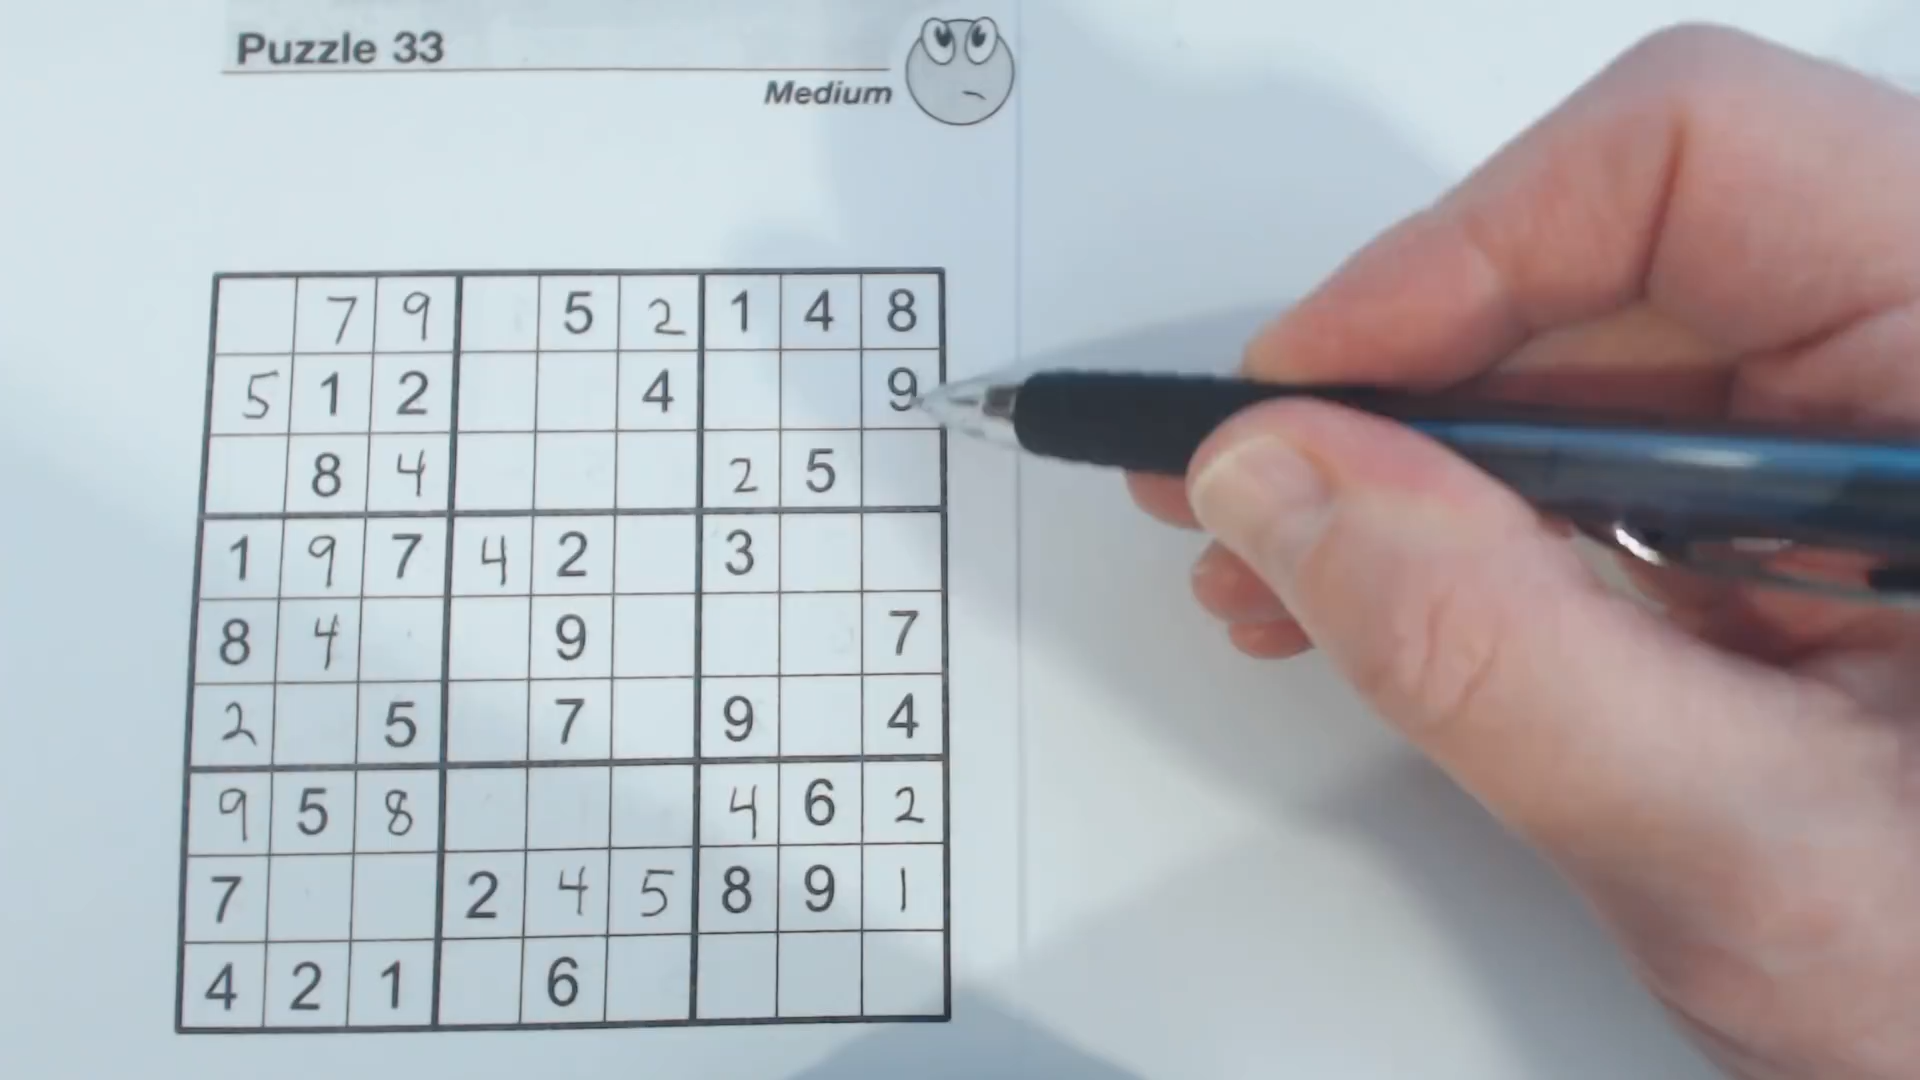 Puzzle 33
Medium
7 9 5 2 1 4 8
5 1 2 4 9
8 4 2 5
1 9 7 4 2 3
8 4 9 7
2 5 7 9 4
9 5 8 4 6 2
7 2 4 5 8 9 1
4 2 1 6